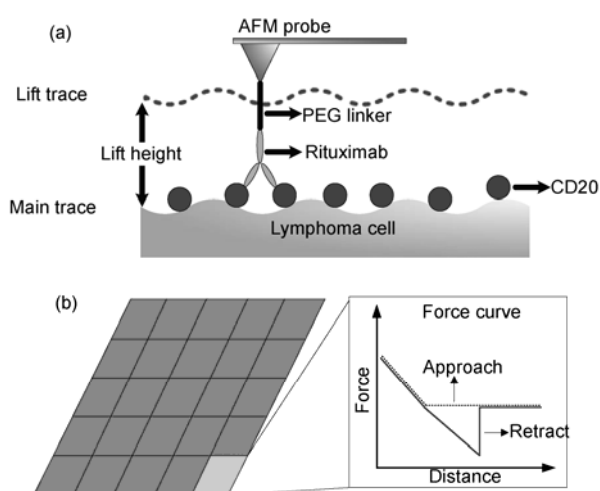 (a)
AFM probe
Lift trace
PEG linker
Lift height
Rituximab
Main trace
CD20
Lymphoma cell
(b)
Force curve
Approach
Force
Retract
Distance